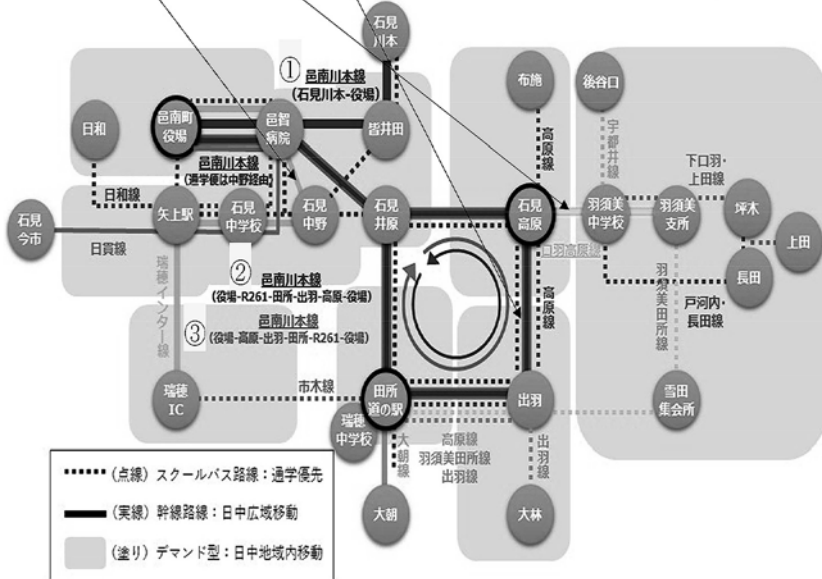 石見
川本
① 邑南川本線
(石見川本-役場)
布施
後谷口
日和
邑南町
役場
邑智
病院
皆井田
高原線
宇都井線
下口羽・
上田線
邑南川本線
(通学便は中野経由)
日和線
石見
今市
矢上駅
石見
中学校
石見
中野
石見
井原
石見
高原
羽須美
中学校
羽須美
支所
坪木
上田
日貫線
口羽高原線
長田
② 邑南川本線
(役場-R261-田所-出羽-高原-役場)
瑞穂インター線
高原線
羽須美田所線
戸河内・
長田線
③ 邑南川本線
(役場-高原-出羽-田所-R261-役場)
瑞穂
IC
市木線
田所
道の駅
出羽
雪田
集会所
瑞穂
中学校
大朝線
高原線
羽須美田所線
出羽線
出羽線
大朝
大林
(点線) スクールバス路線:通学優先
(実線) 幹線路線:日中広域移動
(塗り) デマンド型:日中地域内移動